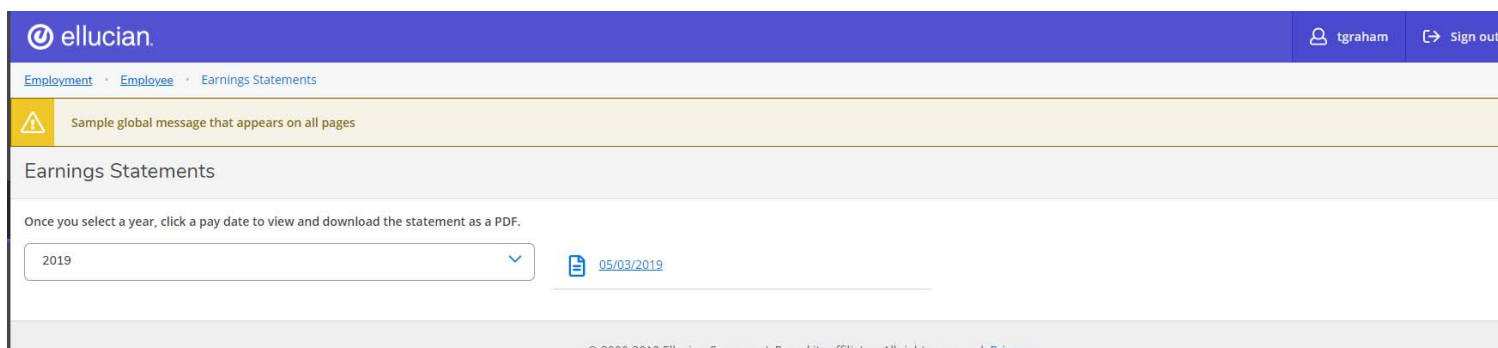 ellucian.
tgraham
Sign out
Employment · Employee · Earnings Statements
Sample global message that appears on all pages
Earnings Statements
Once you select a year, click a pay date to view and download the statement as a PDF.
2019
05/03/2019